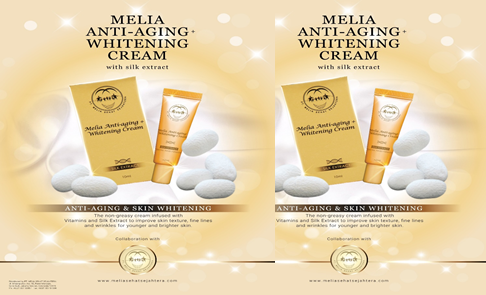 MELIA
ANTI-AGING+
WHITENING
CREAM
with silk extract
Melia Anti-aging +
Whitening Cream
ANTI-AGING & SKIN WHITENING
The non-greasy cream infused with
Vitamins and Silk Extract to improve skin texture, fine lines
and wrinkles for younger and brighter skin.
Collaboration with
www.meliasehatsejahtera.com
MELIA
ANTI-AGING+
WHITENING
CREAM
with silk extract
Melia Anti-aging +
Whitening Cream
ANTI-AGING & SKIN WHITENING
The non-greasy cream infused with
Vitamins and Silk Extract to improve skin texture, fine lines
and wrinkles for younger and brighter skin.
Collaboration with
www.meliasehatsejahtera.com